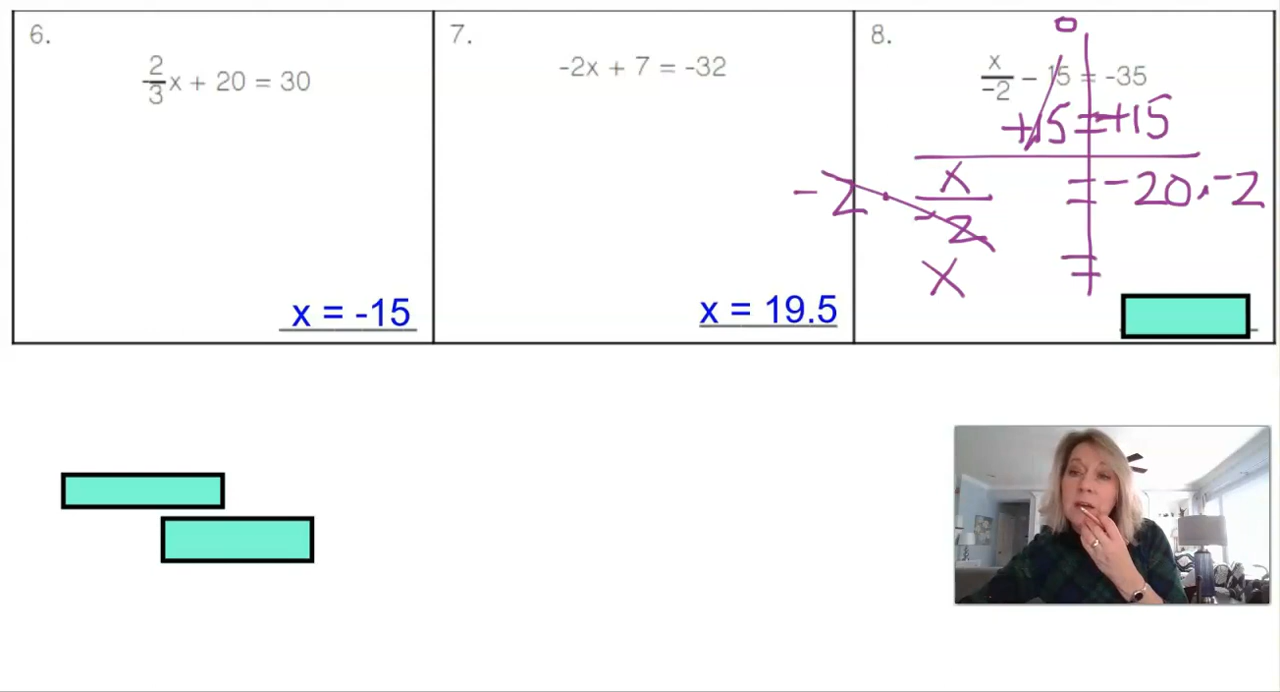 6.
-2/3x + 20 = 30
x = -15
7.
-2x + 7 = -32
x = 19.5
8.
0
x/-2 - 15 = -35
+15 = +15
-2 · x/-2 = -20 · -2
x =